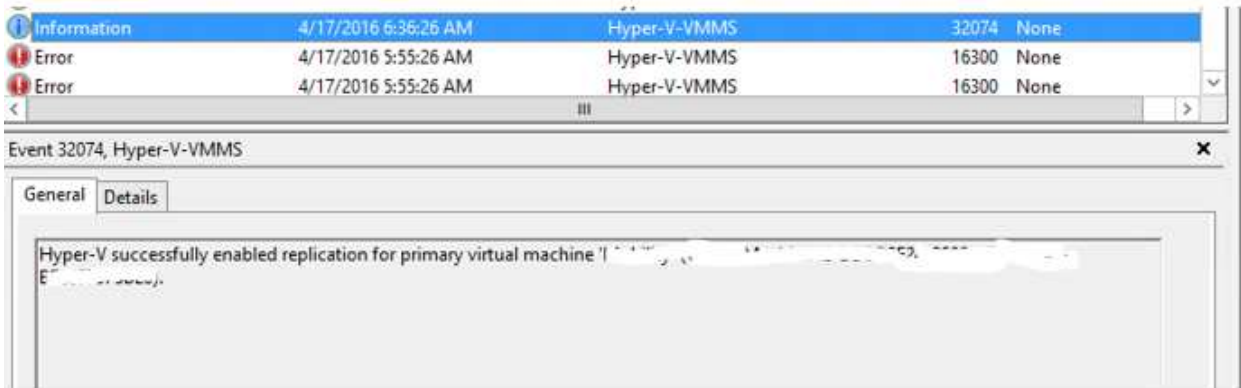 Information 4/17/2016 6:36:26 AM Hyper-V-VMMS 32074 None
Error 4/17/2016 5:55:26 AM Hyper-V-VMMS 16300 None
Error 4/17/2016 5:55:26 AM Hyper-V-VMMS 16300 None
Event 32074, Hyper-V-VMMS
General Details
Hyper-V successfully enabled replication for primary virtual machine